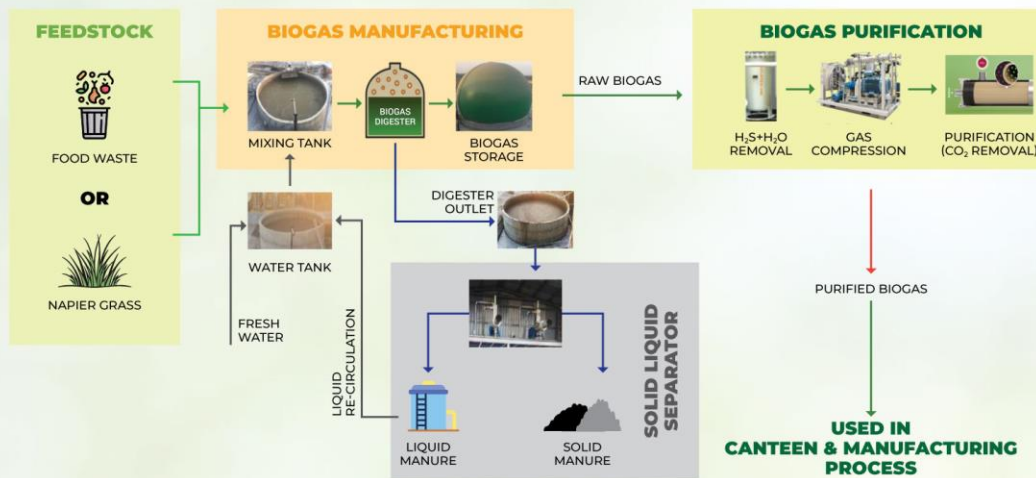 FEEDSTOCK
FOOD WASTE
OR
NAPIER GRASS
BIOGAS MANUFACTURING
MIXING TANK
BIOGAS
DIGESTER
BIOGAS
STORAGE
WATER TANK
FRESH
WATER
DIGESTER
OUTLET
RAW BIOGAS
LIQUID
RE-CIRCULATION
LIQUID
MANURE
SOLID
MANURE
SOLID LIQUID
SEPARATOR
BIOGAS PURIFICATION
H₂S+H₂O
REMOVAL
GAS
COMPRESSION
PURIFICATION
(CO₂ REMOVAL)
PURIFIED BIOGAS
USED IN
CANTEEN & MANUFACTURING
PROCESS